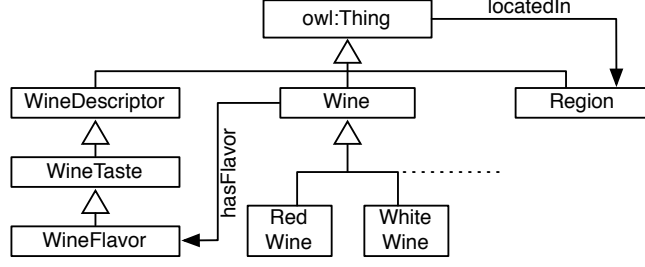 locatedIn
owl:Thing
WineDescriptor
Wine
Region
hasFlavor
WineTaste
Red
Wine
White
Wine
WineFlavor